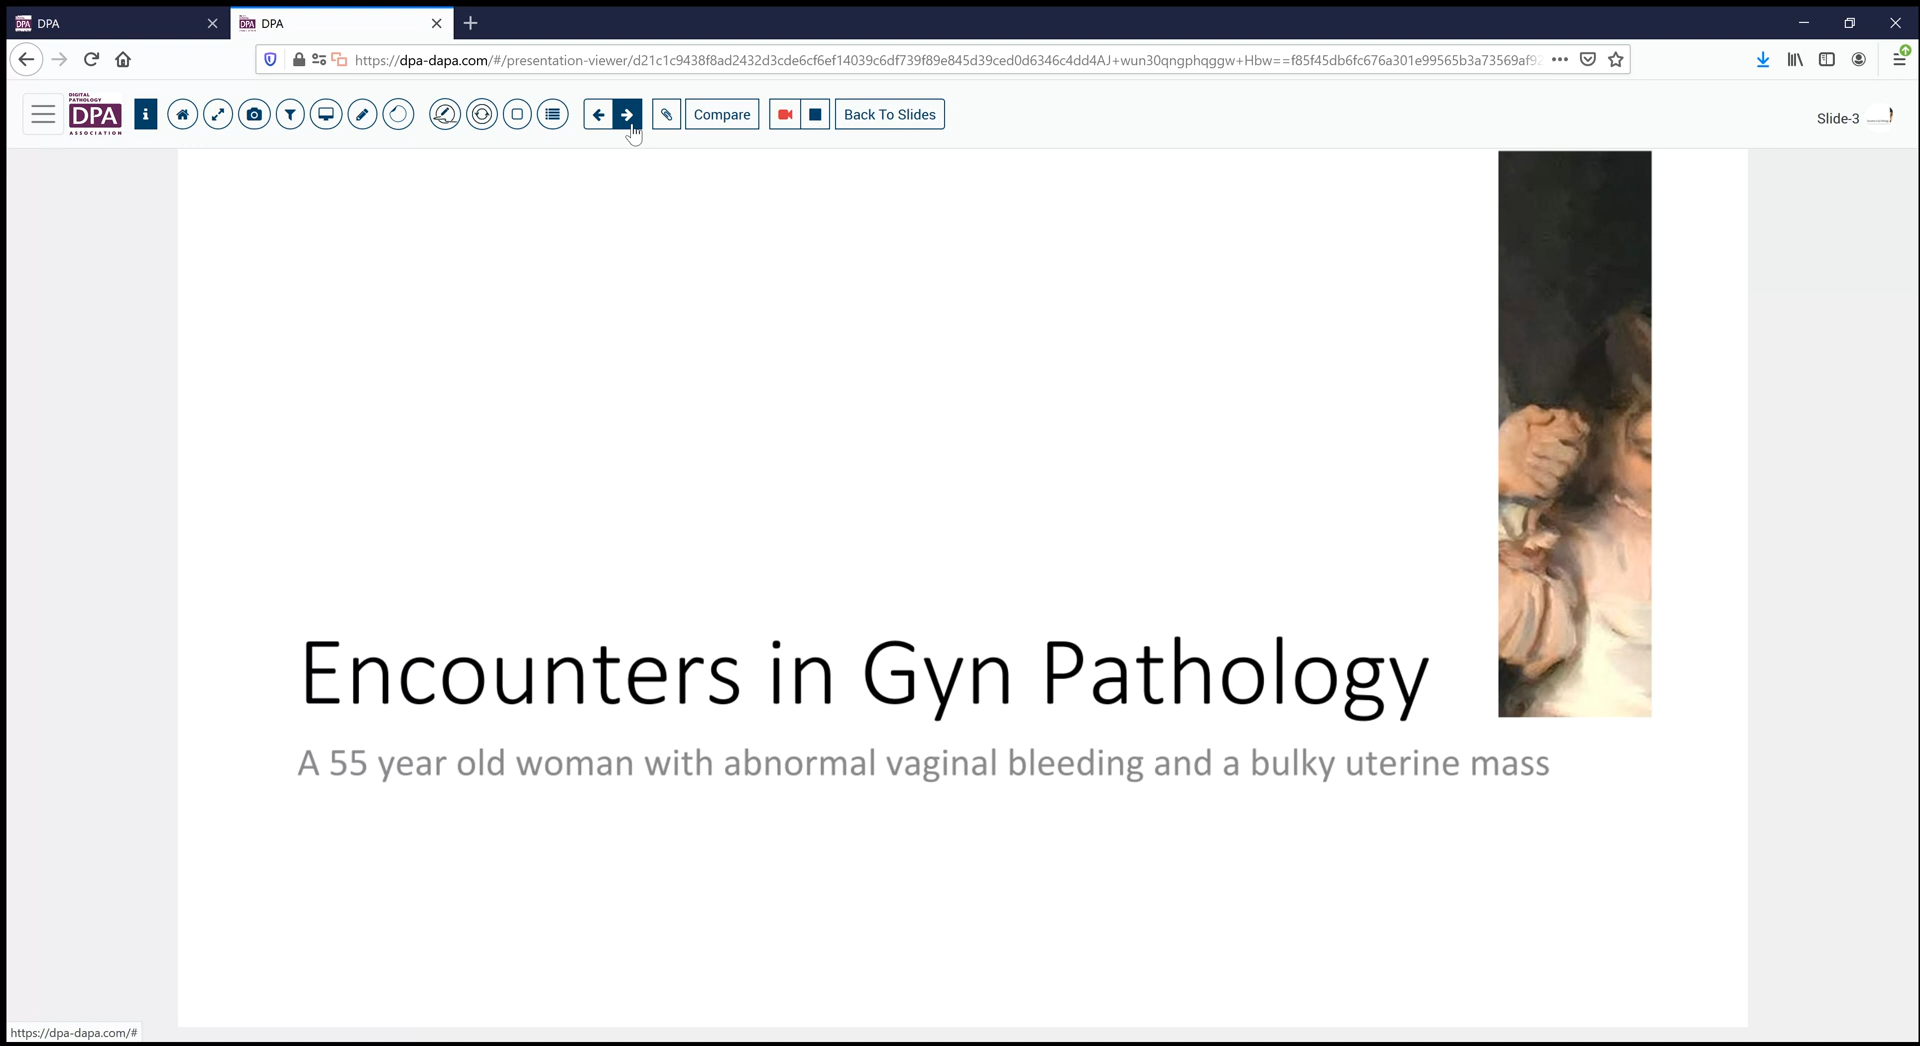 DPA
DPA
https://dpa-dapa.com/#/presentation-viewer/d21c1c9438f8ad2432d3cde6cf6ef14039c6df739f89e845d39ced0d6346c4dd4AJ+wun30qngphqggw+Hbw==f85f45db6fc676a301e99565b3a73569af92
DIGITAL PATHOLOGY
DPA
ASSOCIATION
i
Compare
Back To Slides
Slide-3
Encounters in Gyn Pathology
A 55 year old woman with abnormal vaginal bleeding and a bulky uterine mass
https://dpa-dapa.com/#